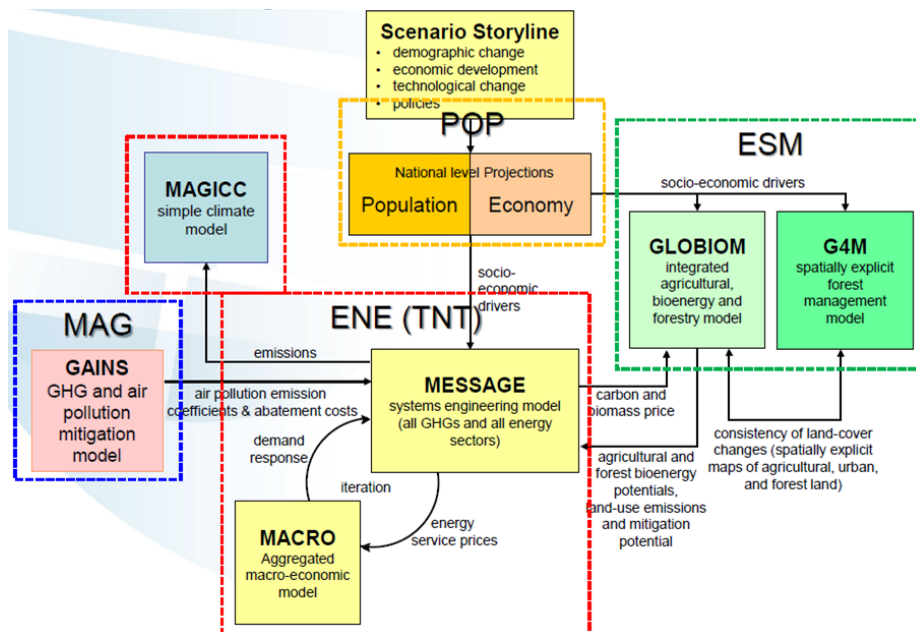 Scenario Storyline
• demographic change
• economic development
• technological change
• policies
POP
National level Projections
Population
Economy
ESM
socio-economic drivers
MAGICC
simple climate
model
GLOBIOM
integrated
agricultural,
bioenergy and
forestry model
G4M
spatially explicit
forest
management
model
socio-
economic
drivers
MAG
ENE (TNT)
GAINS
GHG and air
pollution
mitigation
model
emissions
air pollution emission
coefficients & abatement costs
MESSAGE
systems engineering model
(all GHGs and all energy
sectors)
carbon and
biomass price
demand
response
iteration
energy
service prices
agricultural and
forest bioenergy
potentials,
land-use emissions
and mitigation
potential
consistency of land-cover
changes (spatially explicit
maps of agricultural, urban,
and forest land)
MACRO
Aggregated
macro-economic
model